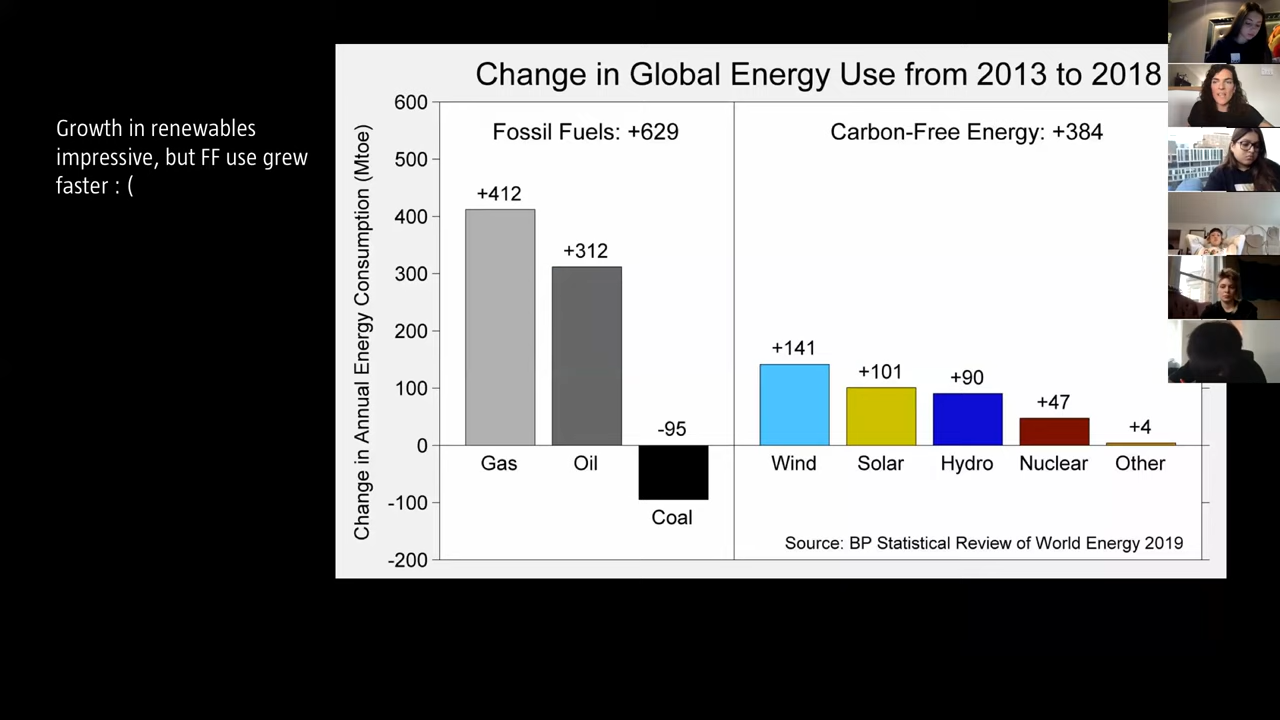 Growth in renewables
impressive, but FF use grew
faster : (
Change in Global Energy Use from 2013 to 2018
Change in Annual Energy Consumption (Mtoe)
600
500
400
300
200
100
0
-100
-200
Fossil Fuels: +629
+412
+312
-95
Gas
Oil
Coal
Carbon-Free Energy: +384
+141
+101
+90
+47
+4
Wind
Solar
Hydro
Nuclear
Other
Source: BP Statistical Review of World Energy 2019